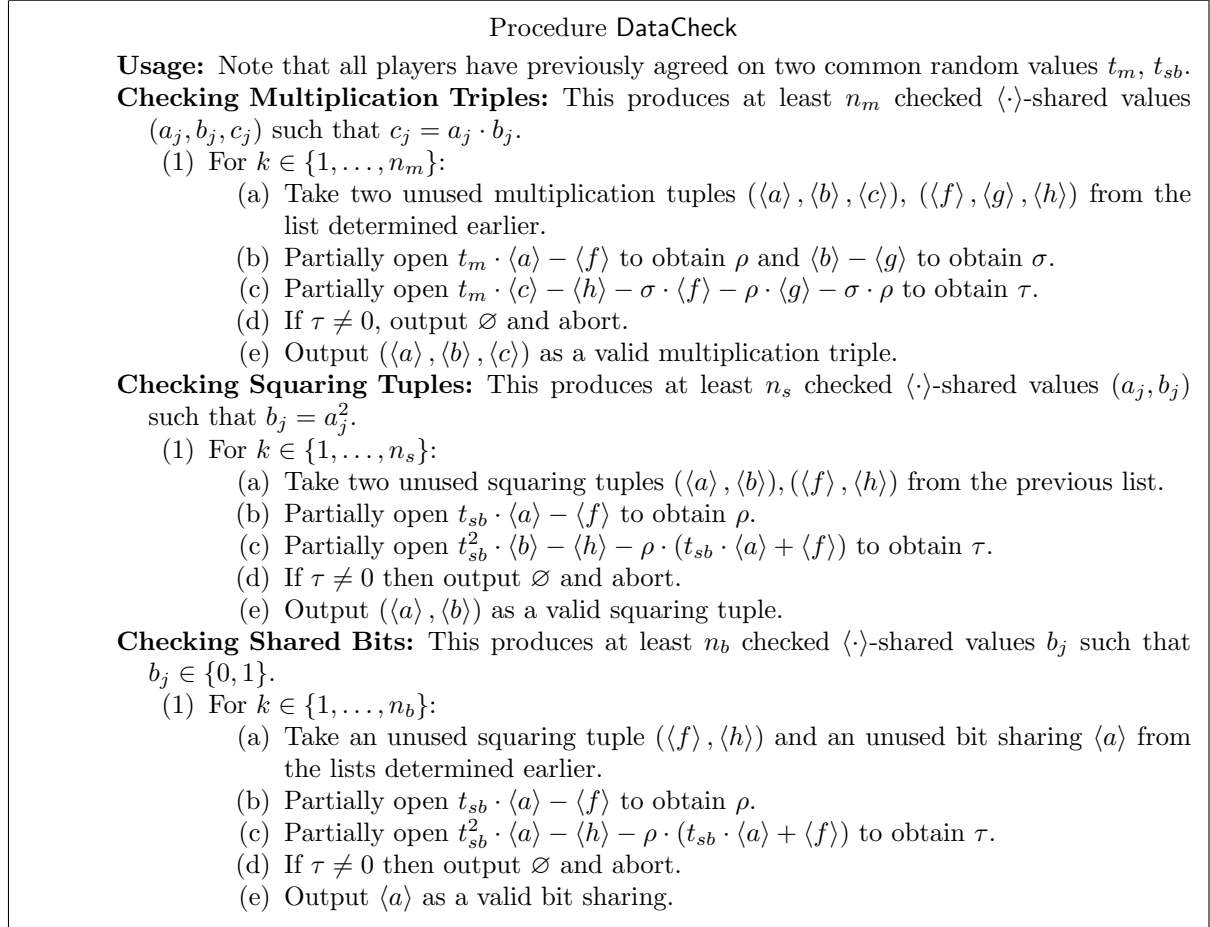 Procedure DataCheck
Usage: Note that all players have previously agreed on two common random values t_m, t_sb.
Checking Multiplication Triples: This produces at least n_m checked ⟨·⟩-shared values
(a_j, b_j, c_j) such that c_j = a_j · b_j.
(1) For k ∈ {1, . . . , n_m}:
(a) Take two unused multiplication tuples (⟨a⟩ , ⟨b⟩ , ⟨c⟩), (⟨f⟩ , ⟨g⟩ , ⟨h⟩) from the
list determined earlier.
(b) Partially open t_m · ⟨a⟩ − ⟨f⟩ to obtain ρ and ⟨b⟩ − ⟨g⟩ to obtain σ.
(c) Partially open t_m · ⟨c⟩ − ⟨h⟩ − σ · ⟨f⟩ − ρ · ⟨g⟩ − σ · ρ to obtain τ.
(d) If τ ≠ 0, output ∅ and abort.
(e) Output (⟨a⟩ , ⟨b⟩ , ⟨c⟩) as a valid multiplication triple.
Checking Squaring Tuples: This produces at least n_s checked ⟨·⟩-shared values (a_j, b_j)
such that b_j = a_j^2.
(1) For k ∈ {1, . . . , n_s}:
(a) Take two unused squaring tuples (⟨a⟩ , ⟨b⟩), (⟨f⟩ , ⟨h⟩) from the previous list.
(b) Partially open t_sb · ⟨a⟩ − ⟨f⟩ to obtain ρ.
(c) Partially open t_sb^2 · ⟨b⟩ − ⟨h⟩ − ρ · (t_sb · ⟨a⟩ + ⟨f⟩) to obtain τ.
(d) If τ ≠ 0 then output ∅ and abort.
(e) Output (⟨a⟩ , ⟨b⟩) as a valid squaring tuple.
Checking Shared Bits: This produces at least n_b checked ⟨·⟩-shared values b_j such that
b_j ∈ {0, 1}.
(1) For k ∈ {1, . . . , n_b}:
(a) Take an unused squaring tuple (⟨f⟩ , ⟨h⟩) and an unused bit sharing ⟨a⟩ from
the lists determined earlier.
(b) Partially open t_sb · ⟨a⟩ − ⟨f⟩ to obtain ρ.
(c) Partially open t_sb^2 · ⟨a⟩ − ⟨h⟩ − ρ · (t_sb · ⟨a⟩ + ⟨f⟩) to obtain τ.
(d) If τ ≠ 0 then output ∅ and abort.
(e) Output ⟨a⟩ as a valid bit sharing.